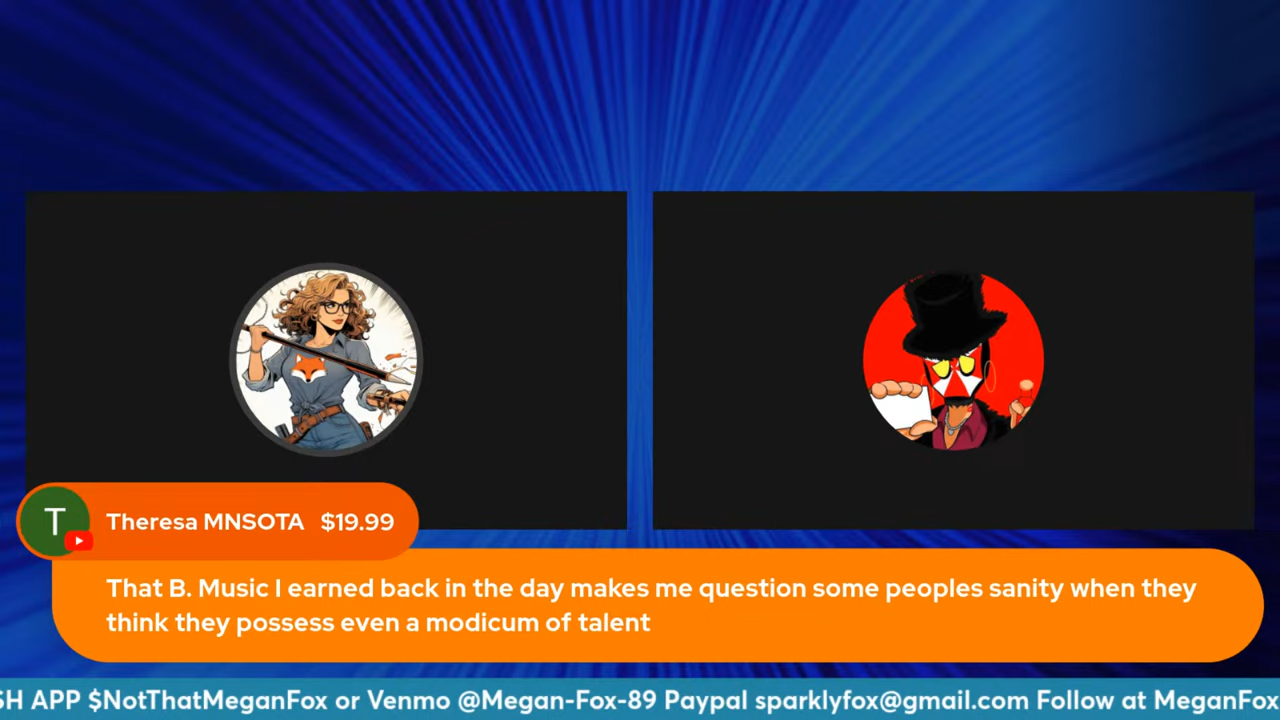 T
Theresa MNSOTA $19.99
That B. Music I earned back in the day makes me question some peoples sanity when they
think they possess even a modicum of talent
SH APP $NotThatMeganFox or Venmo @Megan-Fox-89 Paypal sparklyfox@gmail.com Follow at MeganFox